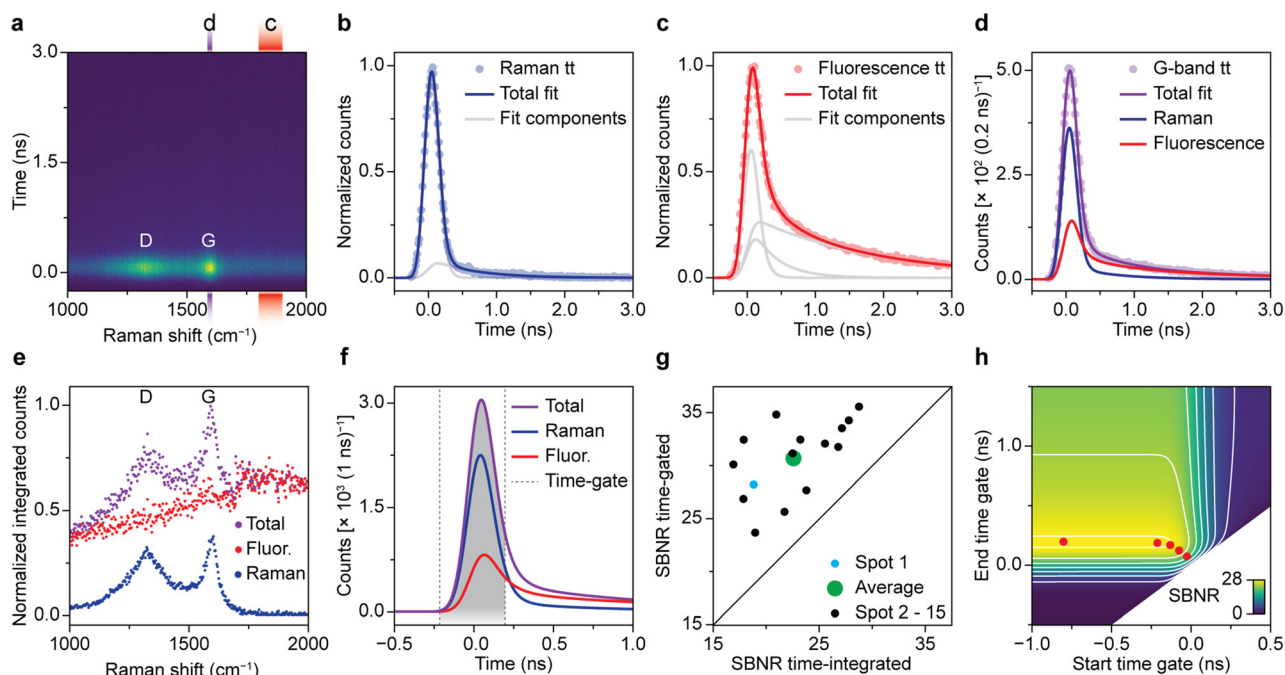 a
d
c
3.0
1.5
0.0
Time (ns)
D
G
1000
1500
2000
Raman shift (cm⁻¹)
b
1.0
0.5
0.0
Normalized counts
Raman tt
Total fit
Fit components
0.0
1.0
2.0
3.0
Time (ns)
c
1.0
0.5
0.0
Normalized counts
Fluorescence tt
Total fit
Fit components
0.0
1.0
2.0
3.0
Time (ns)
d
5.0
2.5
0.0
Counts [× 10² (0.2 ns)⁻¹]
G-band tt
Total fit
Raman
Fluorescence
0.0
1.0
2.0
3.0
Time (ns)
e
D
G
1.0
0.5
0.0
Normalized integrated counts
Total
Fluor.
Raman
1000
1500
2000
Raman shift (cm⁻¹)
f
3.0
1.5
0.0
Counts [× 10³ (1 ns)⁻¹]
Total
Raman
Fluor.
Time-gate
-0.5
0.0
0.5
1.0
Time (ns)
g
35
25
15
SBNR time-gated
Spot 1
Average
Spot 2 - 15
15
25
35
SBNR time-integrated
h
1.0
0.0
End time gate (ns)
28
0
SBNR
-1.0
-0.5
0.0
Start time gate (ns)